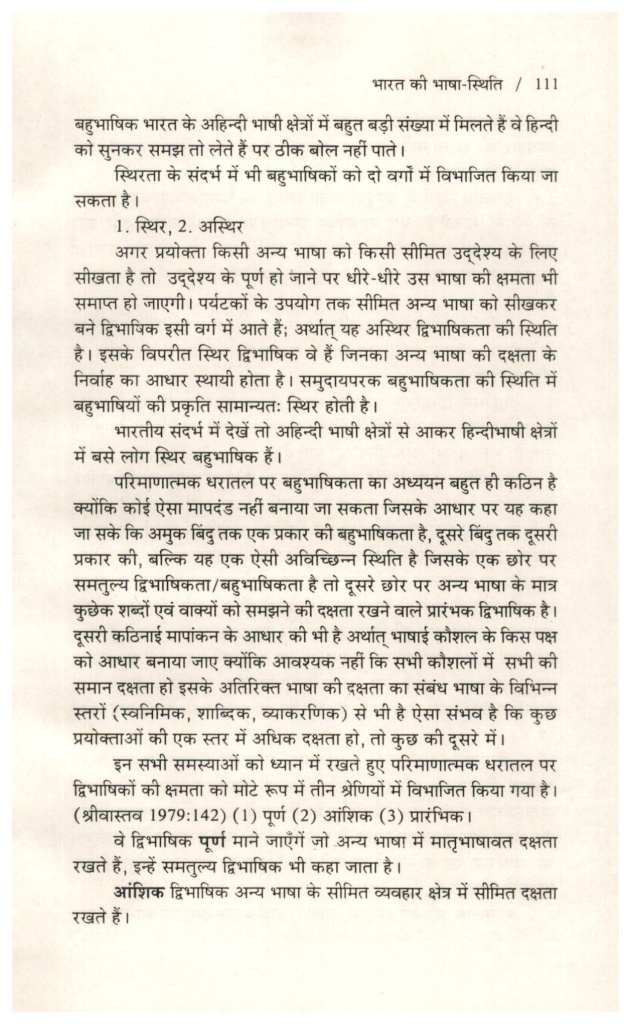 भारत की भाषा-स्थिति / 111
बहुभाषिक भारत के अहिन्दी भाषी क्षेत्रों में बहुत बड़ी संख्या में मिलते हैं वे हिन्दी
को सुनकर समझ तो लेते हैं पर ठीक बोल नहीं पाते।
स्थिरता के संदर्भ में भी बहुभाषिकों को दो वर्गों में विभाजित किया जा
सकता है।
1. स्थिर, 2. अस्थिर
अगर प्रयोक्ता किसी अन्य भाषा को किसी सीमित उद्देश्य के लिए
सीखता है तो उद्देश्य के पूर्ण हो जाने पर धीरे-धीरे उस भाषा की क्षमता भी
समाप्त हो जाएगी। पर्यटकों के उपयोग तक सीमित अन्य भाषा को सीखकर
बने द्विभाषिक इसी वर्ग में आते हैं; अर्थात् यह अस्थिर द्विभाषिकता की स्थिति
है। इसके विपरीत स्थिर द्विभाषिक वे हैं जिनका अन्य भाषा की दक्षता के
निर्वाह का आधार स्थायी होता है। समुदायपरक बहुभाषिकता की स्थिति में
बहुभाषियों की प्रकृति सामान्यतः स्थिर होती है।
भारतीय संदर्भ में देखें तो अहिन्दी भाषी क्षेत्रों से आकर हिन्दीभाषी क्षेत्रों
में बसे लोग स्थिर बहुभाषिक हैं।
परिमाणात्मक धरातल पर बहुभाषिकता का अध्ययन बहुत ही कठिन है
क्योंकि कोई ऐसा मापदंड नहीं बनाया जा सकता जिसके आधार पर यह कहा
जा सके कि अमुक बिंदु तक एक प्रकार की बहुभाषिकता है, दूसरे बिंदु तक दूसरी
प्रकार की, बल्कि यह एक ऐसी अविच्छिन्न स्थिति है जिसके एक छोर पर
समतुल्य द्विभाषिकता/बहुभाषिकता है तो दूसरे छोर पर अन्य भाषा के मात्र
कुछेक शब्दों एवं वाक्यों को समझने की दक्षता रखने वाले प्रारंभक द्विभाषिक है।
दूसरी कठिनाई मापांकन के आधार की भी है अर्थात् भाषाई कौशल के किस पक्ष
को आधार बनाया जाए क्योंकि आवश्यक नहीं कि सभी कौशलों में सभी की
समान दक्षता हो इसके अतिरिक्त भाषा की दक्षता का संबंध भाषा के विभिन्न
स्तरों (स्वनिमिक, शाब्दिक, व्याकरणिक) से भी है ऐसा संभव है कि कुछ
प्रयोक्ताओं की एक स्तर में अधिक दक्षता हो, तो कुछ की दूसरे में।
इन सभी समस्याओं को ध्यान में रखते हुए परिमाणात्मक धरातल पर
द्विभाषिकों की क्षमता को मोटे रूप में तीन श्रेणियों में विभाजित किया गया है।
(श्रीवास्तव 1979:142) (1) पूर्ण (2) आंशिक (3) प्रारंभिक।
वे द्विभाषिक पूर्ण माने जाएँगें जो अन्य भाषा में मातृभाषावत दक्षता
रखते हैं, इन्हें समतुल्य द्विभाषिक भी कहा जाता है।
आंशिक द्विभाषिक अन्य भाषा के सीमित व्यवहार क्षेत्र में सीमित दक्षता
रखते हैं।